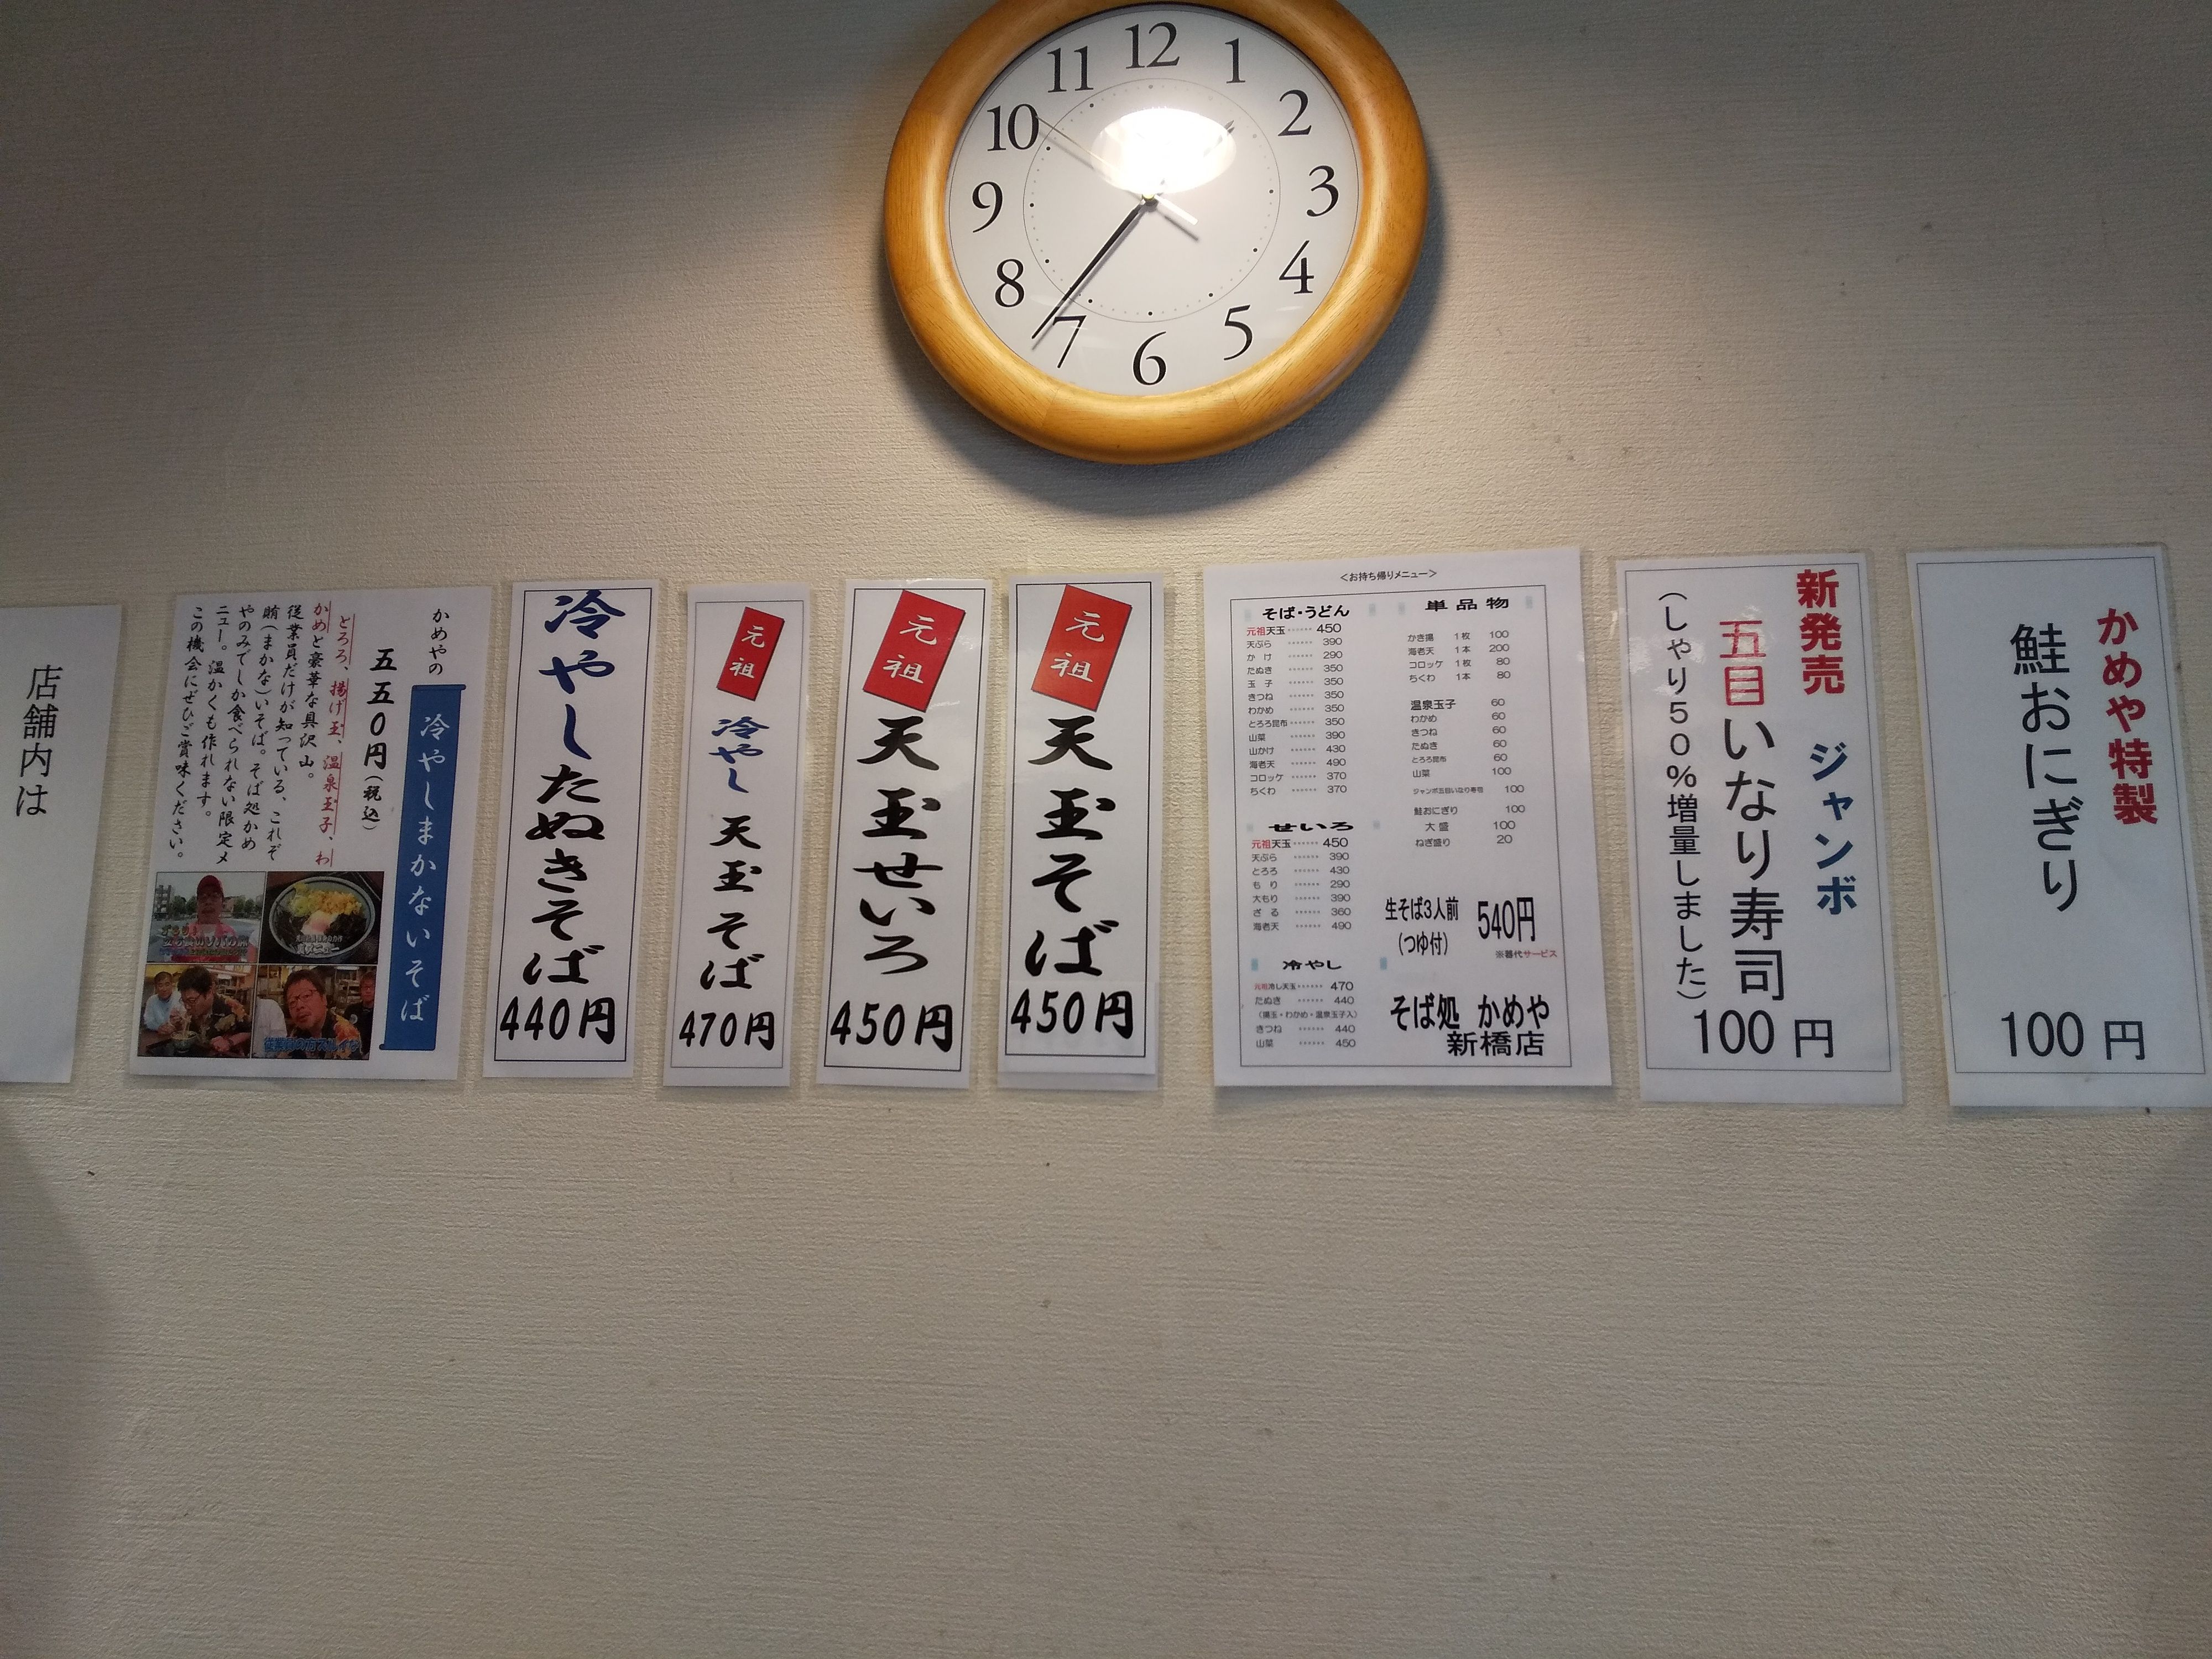 12
1
2
3
4
5
6
7
8
9
10
11
かめや特製
鮭おにぎり
100円
新発売 ジャンボ
五目いなり寿司
(しゃり50%増量しました)
100円
<お持ち帰りメニュー>
そば・うどん
元祖天玉……450
天ぷら……390
かけ……290
たぬき……350
玉子……350
きつね……350
わかめ……350
とろろ昆布……350
山菜……390
山かけ……430
海老天……490
コロッケ……370
ちくわ……370
せいろ
元祖天玉……450
天ぷら……390
とろろ……430
もり……290
大もり……390
ざる……360
海老天……490
冷やし
元祖冷し天玉……470
たぬき……440
(揚玉・わかめ・温泉玉子入)
きつね……440
山菜……450
単品物
かき揚 1枚 100
海老天 1本 200
コロッケ 1枚 80
ちくわ 1本 80
温泉玉子 60
わかめ 60
きつね 60
たぬき 60
とろろ昆布 60
山菜 100
ジャンボ五目いなり寿司 100
鮭おにぎり 100
大盛 100
ねぎ盛り 20
生そば3人前 540円
(つゆ付)
※器代サービス
そば処 かめや
新橋店
元祖
天玉そば
450円
元祖
天玉せいろ
450円
元祖
冷やし
天玉そば
470円
冷やしたぬきそば
440円
かめやの
冷やしまかないそば
五五〇円(税込)
とろろ、揚げ玉、温泉玉子、わ
かめと豪華な具沢山。
従業員だけが知っている、これぞ
賄(まかない)いそば。そば処かめ
やのみでしか食べられない限定メ
ニュー。温かくも作れます。
この機会にぜひご賞味ください。
店舗内は